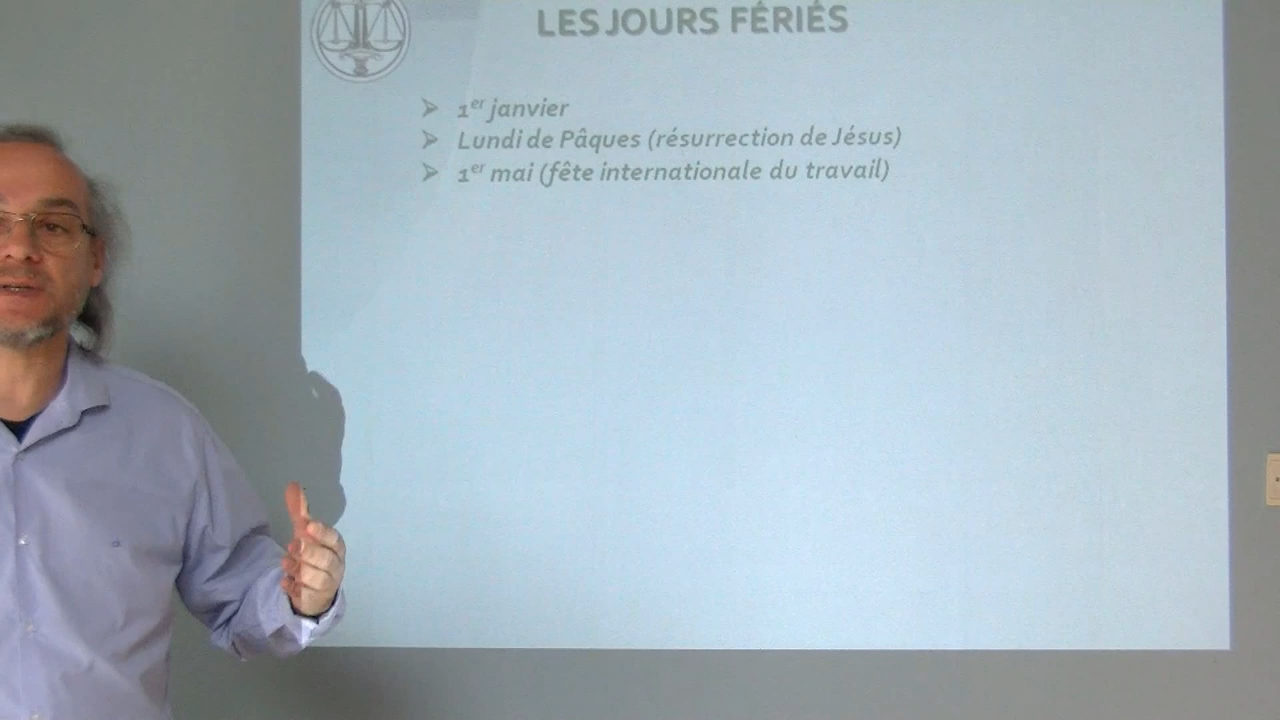 LES JOURS FÉRIÉS
➢ 1er janvier
➢ Lundi de Pâques (résurrection de Jésus)
➢ 1er mai (fête internationale du travail)